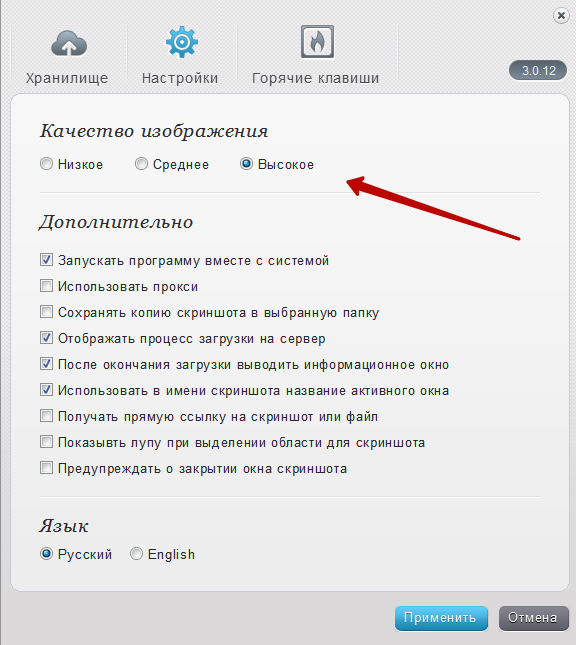 Хранилище
Настройки
Горячие клавиши
3.0.12
Качество изображения
Низкое
Среднее
Высокое
Дополнительно
Запускать программу вместе с системой
Использовать прокси
Сохранять копию скриншота в выбранную папку
Отображать процесс загрузки на сервер
После окончания загрузки выводить информационное окно
Использовать в имени скриншота название активного окна
Получать прямую ссылку на скриншот или файл
Показывть лупу при выделении области для скриншота
Предупреждать о закрытии окна скриншота
Язык
Русский
English
Применить
Отмена